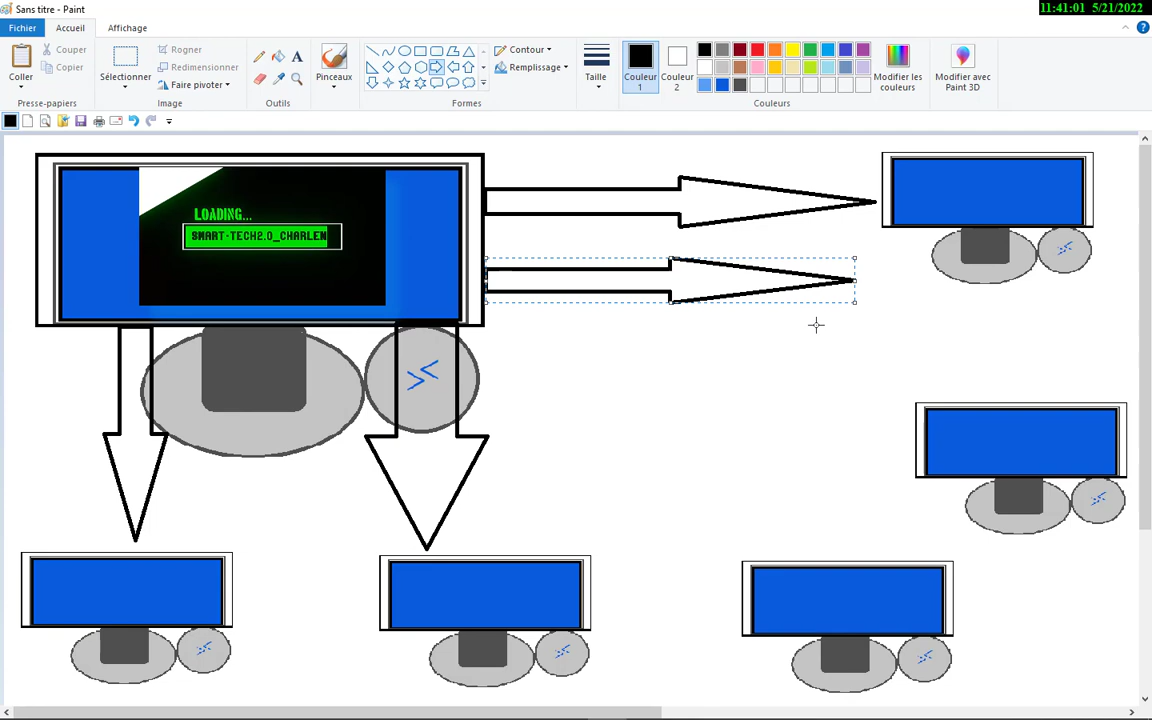 Sans titre - Paint
11:41:01 5/21/2022
Fichier Accueil Affichage
Coller
Couper
Copier
Presse-papiers
Sélectionner
Rogner
Redimensionner
Faire pivoter
Image
A
Outils
Pinceaux
Contour
Remplissage
Formes
Taille
Couleur 1
Couleur 2
Modifier les couleurs
Couleurs
Modifier avec Paint 3D
LOADING...
SMART-TECH2.0_CHARLEN